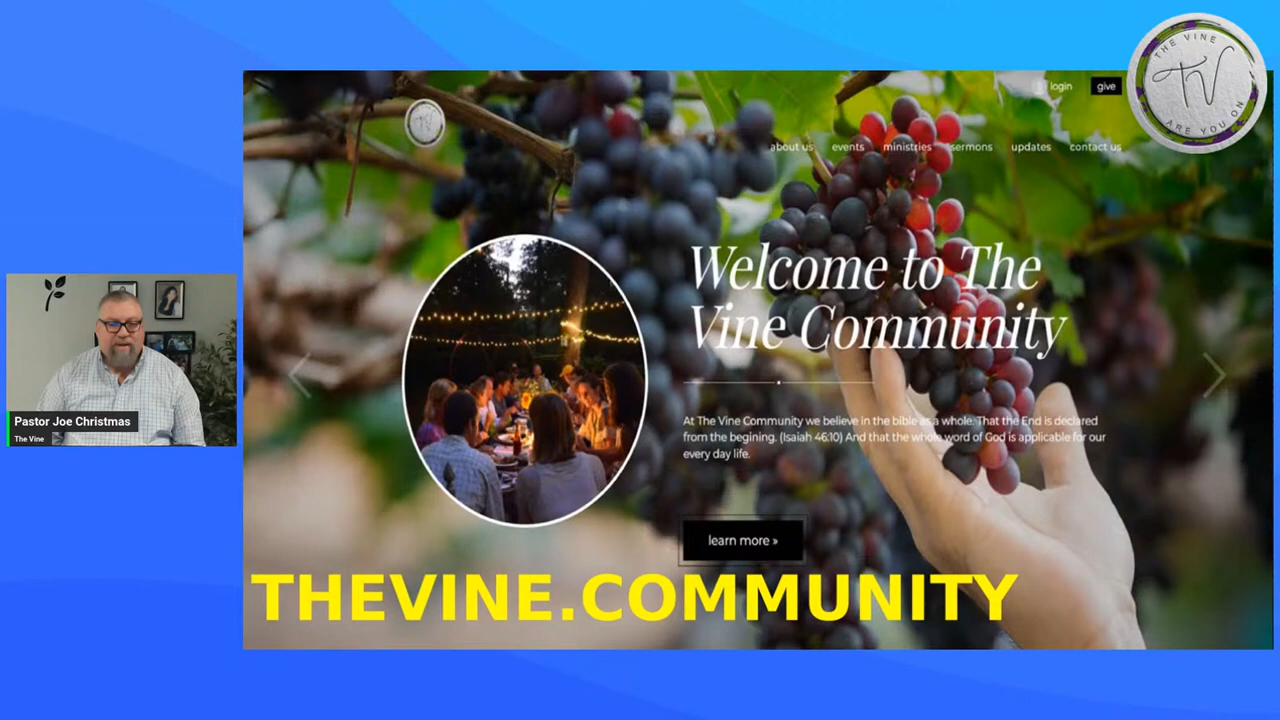 THE VINE
TV
ARE YOU ON
login
give
about us
events
ministries
sermons
updates
contact us
Welcome to The
Vine Community
At The Vine Community we believe in the bible as a whole. That the End is declared
from the begining. (Isaiah 46:10) And that the whole word of God is applicable for our
every day life.
learn more »
THEVINE.COMMUNITY
Pastor Joe Christmas
The Vine